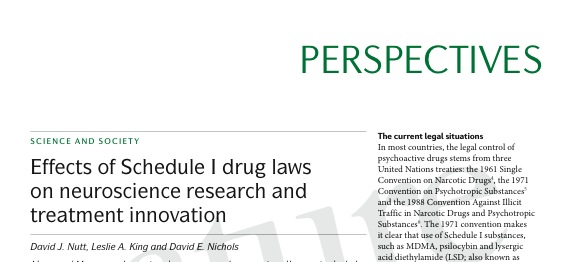 PERSPECTIVES
SCIENCE AND SOCIETY
Effects of Schedule I drug laws
on neuroscience research and
treatment innovation
David J. Nutt, Leslie A. King and David E. Nichols
The current legal situations
In most countries, the legal control of
psychoactive drugs stems from three
United Nations treaties: the 1961 Single
Convention on Narcotic Drugs⁶, the 1971
Convention on Psychotropic Substances⁷
and the 1988 Convention Against Illicit
Traffic in Narcotic Drugs and Psychotropic
Substances⁸. The 1971 convention makes
it clear that use of Schedule I substances,
such as MDMA, psilocybin and lysergic
acid diethylamide (LSD; also known as